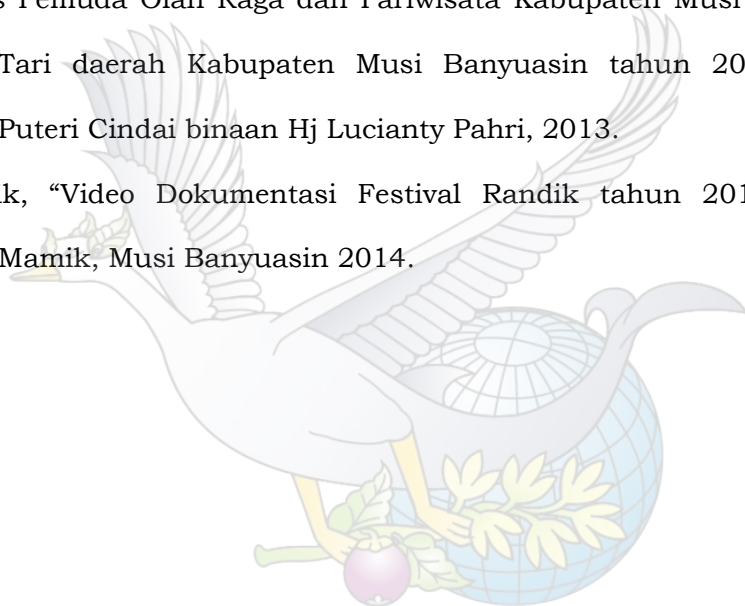 Pemuda Olah Raga dan Pariwisata Kabupaten Musi
Tari daerah Kabupaten Musi Banyuasin tahun 20
Puteri Cindai binaan Hj Lucianty Pahri, 2013.
“Video Dokumentasi Festival Randik tahun 201
Mamik, Musi Banyuasin 2014.